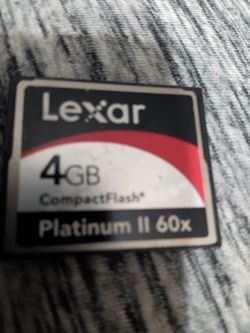 Lexar
4GB
CompactFlash®
Platinum II 60x